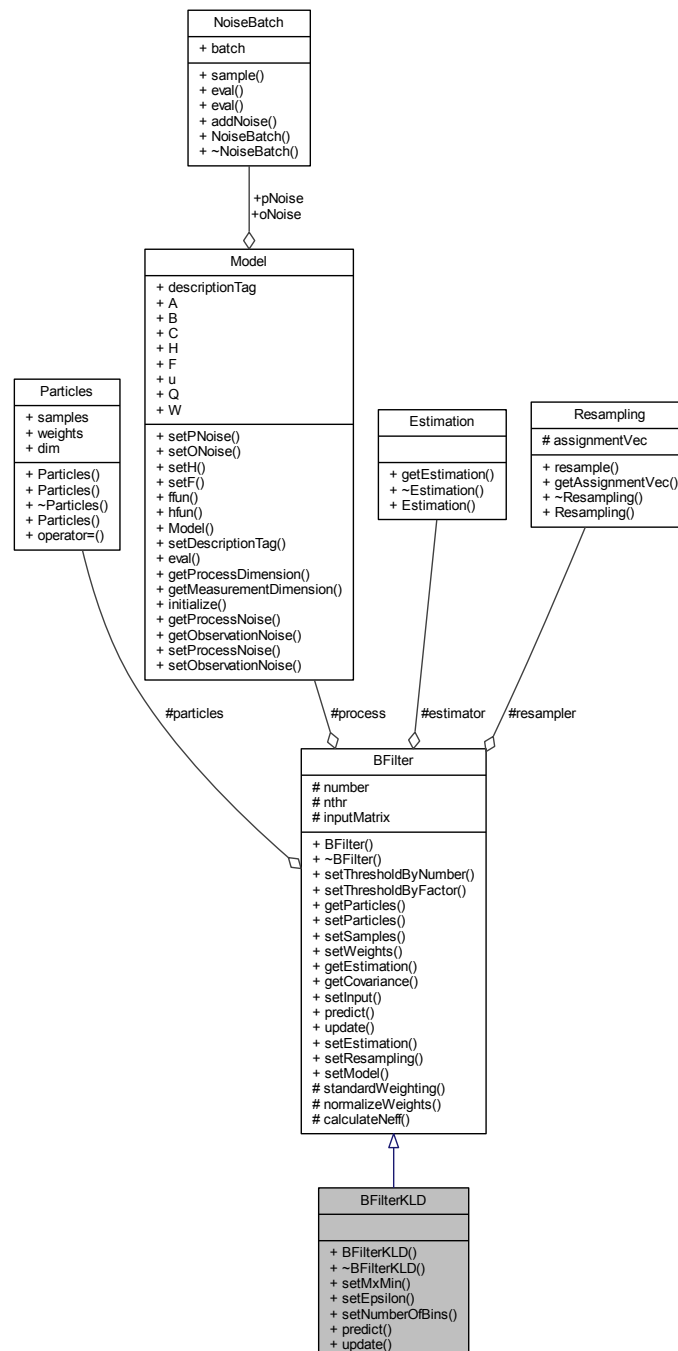 NoiseBatch
+ batch
+ sample()
+ eval()
+ eval()
+ addNoise()
+ NoiseBatch()
+ ~NoiseBatch()
+pNoise
+oNoise
Model
+ descriptionTag
+ A
+ B
+ C
+ H
+ F
+ u
+ Q
+ W
+ setPNoise()
+ setONoise()
+ setH()
+ setF()
+ ffun()
+ hfun()
+ Model()
+ setDescriptionTag()
+ eval()
+ getProcessDimension()
+ getMeasurementDimension()
+ initialize()
+ getProcessNoise()
+ getObservationNoise()
+ setProcessNoise()
+ setObservationNoise()
Particles
+ samples
+ weights
+ dim
+ Particles()
+ Particles()
+ ~Particles()
+ Particles()
+ operator=()
Estimation
+ getEstimation()
+ ~Estimation()
+ Estimation()
Resampling
# assignmentVec
+ resample()
+ getAssignmentVec()
+ ~Resampling()
+ Resampling()
#particles
#process
#estimator
#resampler
BFilter
# number
# nthr
# inputMatrix
+ BFilter()
+ ~BFilter()
+ setThresholdByNumber()
+ setThresholdByFactor()
+ getParticles()
+ setParticles()
+ setSamples()
+ setWeights()
+ getEstimation()
+ getCovariance()
+ setInput()
+ predict()
+ update()
+ setEstimation()
+ setResampling()
+ setModel()
# standardWeighting()
# normalizeWeights()
# calculateNeff()
BFilterKLD
+ BFilterKLD()
+ ~BFilterKLD()
+ setMxMin()
+ setEpsilon()
+ setNumberOfBins()
+ predict()
+ update()